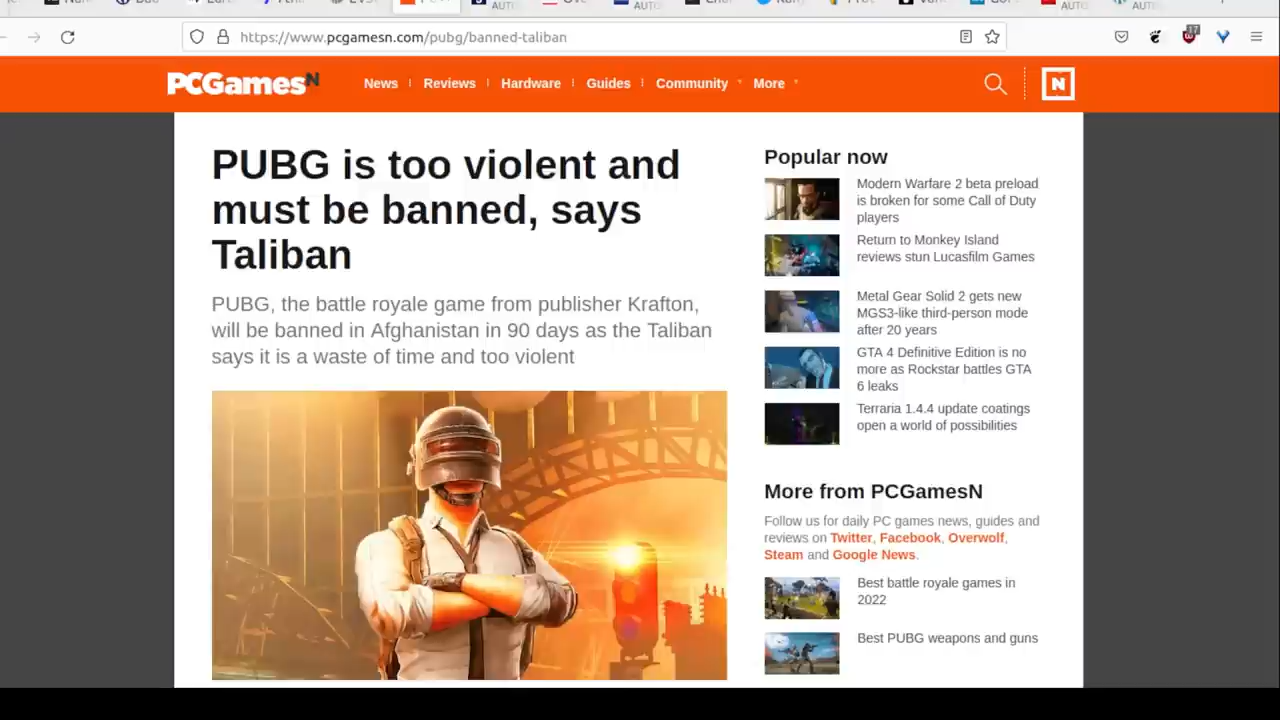 AUTO
AUTO
AUTO
AUTO
https://www.pcgamesn.com/pubg/banned-taliban
17
PCGamesN
News
Reviews
Hardware
Guides
Community
More
N
PUBG is too violent and
must be banned, says
Taliban
PUBG, the battle royale game from publisher Krafton,
will be banned in Afghanistan in 90 days as the Taliban
says it is a waste of time and too violent
Popular now
Modern Warfare 2 beta preload
is broken for some Call of Duty
players
Return to Monkey Island
reviews stun Lucasfilm Games
Metal Gear Solid 2 gets new
MGS3-like third-person mode
after 20 years
GTA 4 Definitive Edition is no
more as Rockstar battles GTA
6 leaks
Terraria 1.4.4 update coatings
open a world of possibilities
More from PCGamesN
Follow us for daily PC games news, guides and
reviews on Twitter, Facebook, Overwolf,
Steam and Google News.
Best battle royale games in
2022
Best PUBG weapons and guns